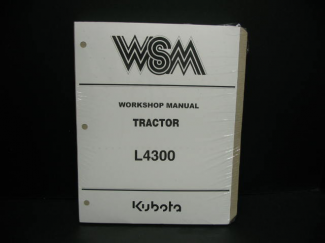 WSM
WORKSHOP MANUAL
TRACTOR
L4300
Kubota